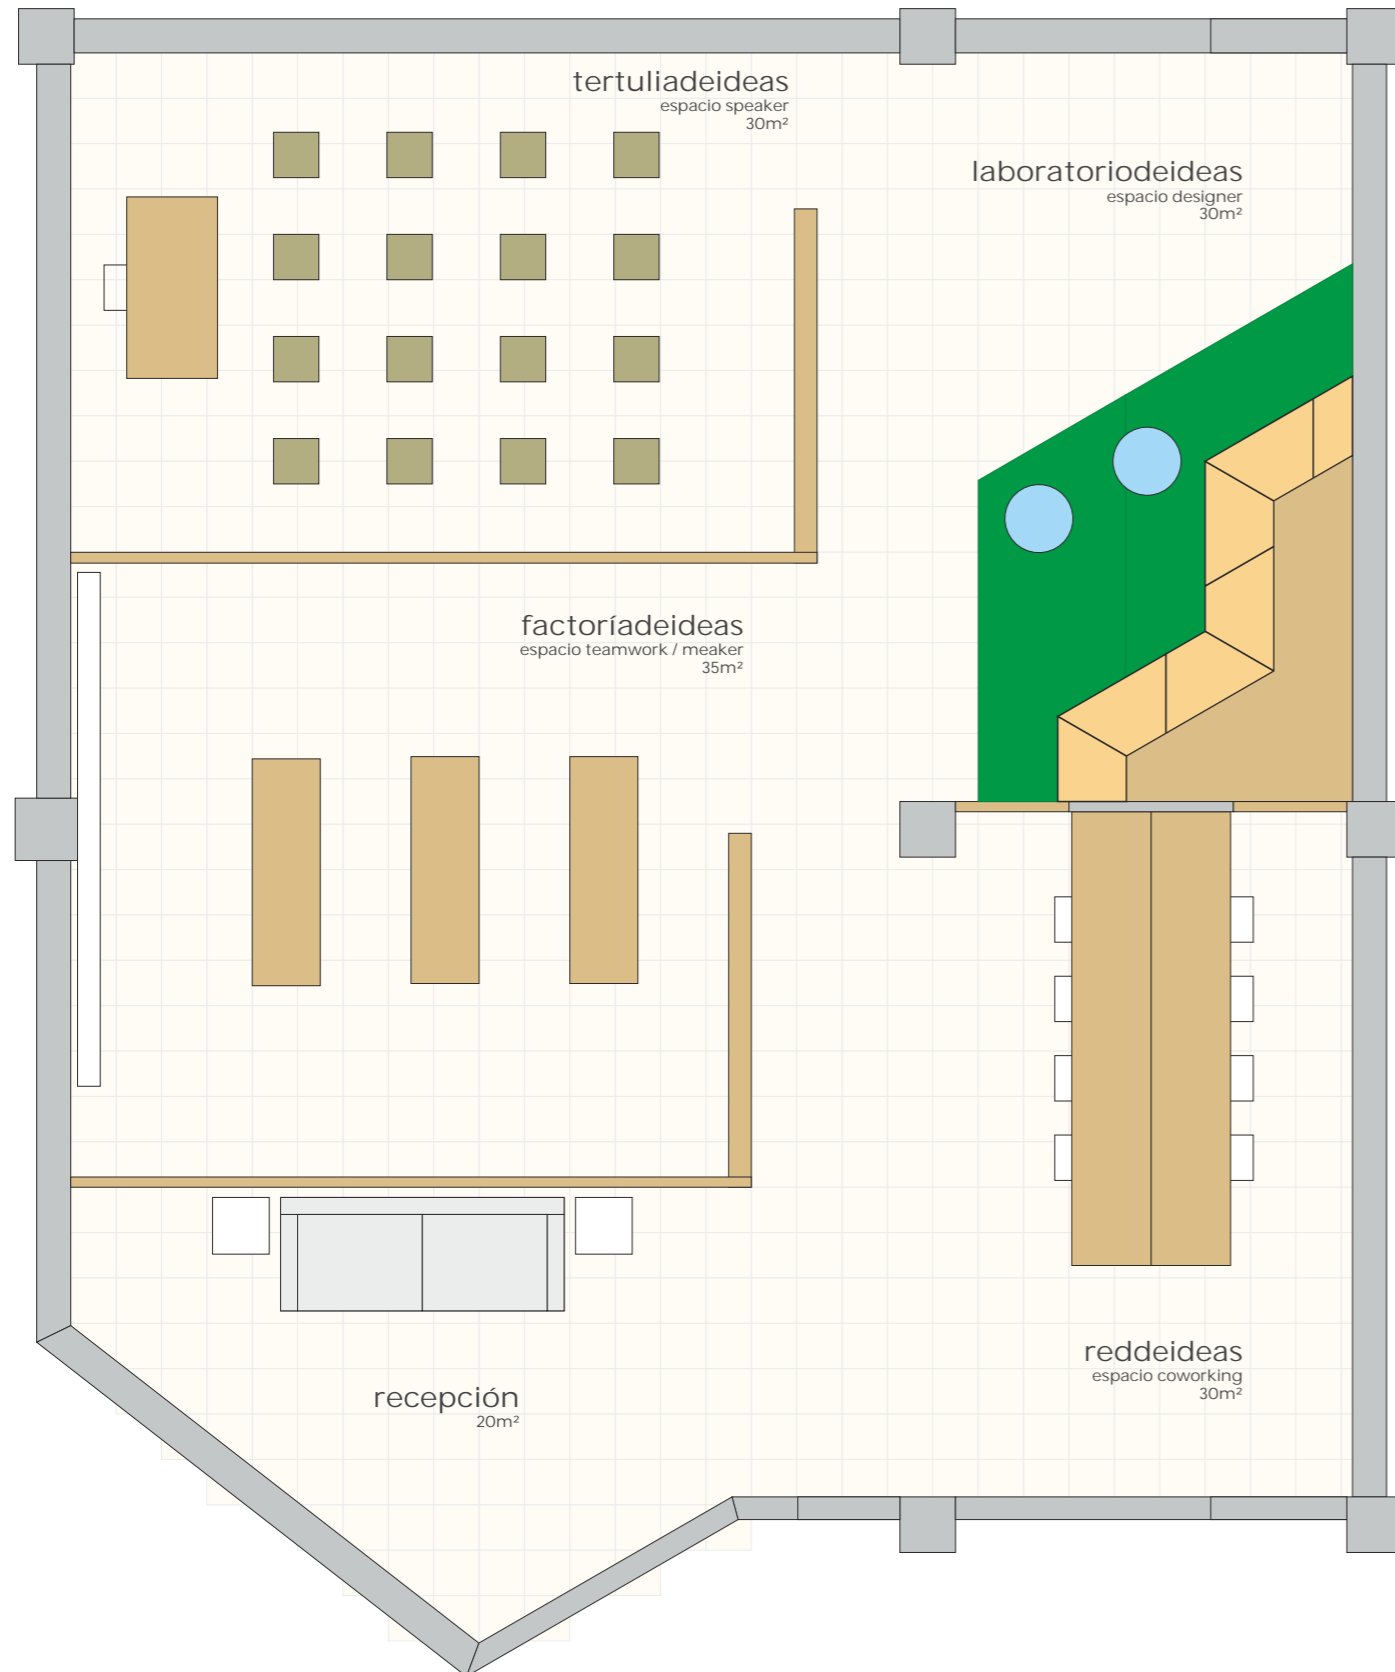 tertuliadeideas
espacio speaker
30m²
laboratoriodeideas
espacio designer
30m²
factoríadeideas
espacio teamwork / meaker
35m²
reddeideas
espacio coworking
30m²
recepción
20m²